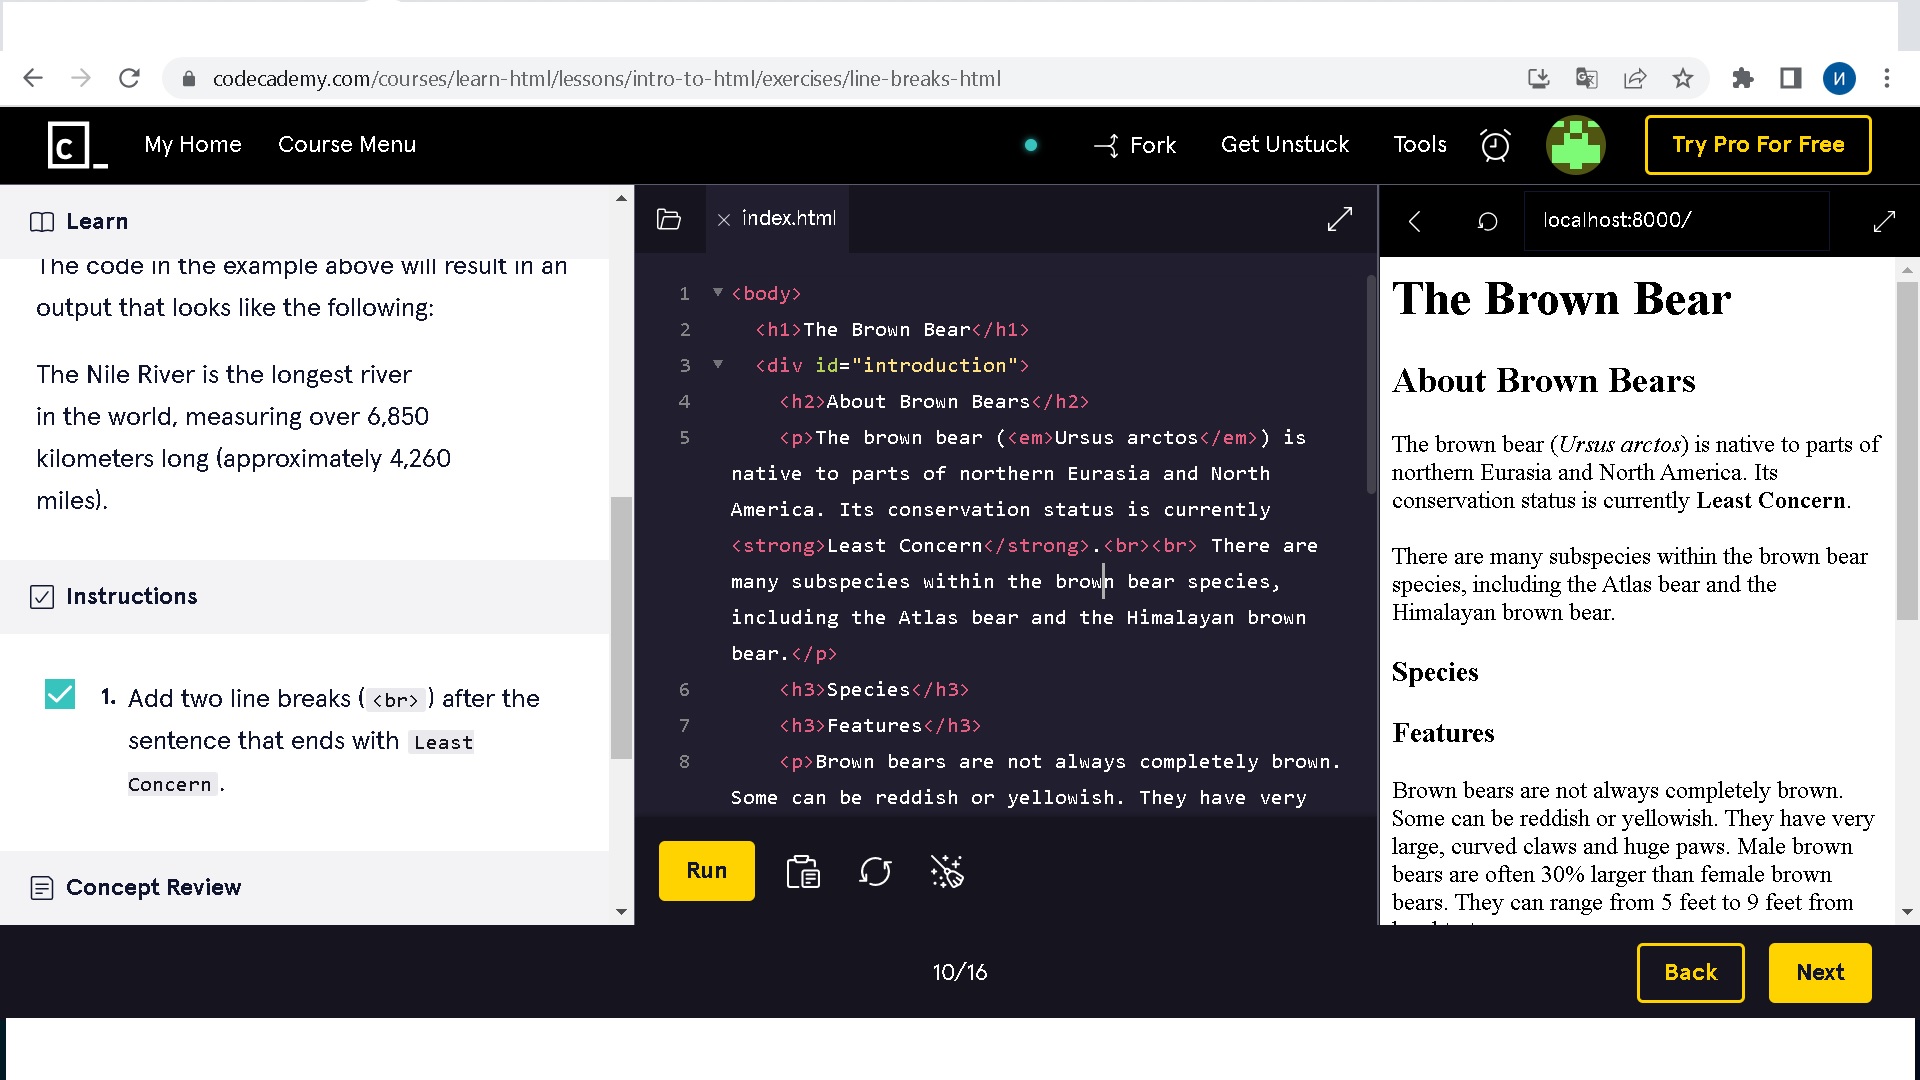 codecademy.com/courses/learn-html/lessons/intro-to-html/exercises/line-breaks-html
И
c_
My Home
Course Menu
Fork
Get Unstuck
Tools
Try Pro For Free
Learn
The code in the example above will result in an
output that looks like the following:
The Nile River is the longest river
in the world, measuring over 6,850
kilometers long (approximately 4,260
miles).
Instructions
1. Add two line breaks ( <br> ) after the
sentence that ends with Least
Concern .
Concept Review
index.html
1 <body>
2 <h1>The Brown Bear</h1>
3 <div id="introduction">
4 <h2>About Brown Bears</h2>
5 <p>The brown bear (<em>Ursus arctos</em>) is
native to parts of northern Eurasia and North
America. Its conservation status is currently
<strong>Least Concern</strong>.<br><br> There are
many subspecies within the brown bear species,
including the Atlas bear and the Himalayan brown
bear.</p>
6 <h3>Species</h3>
7 <h3>Features</h3>
8 <p>Brown bears are not always completely brown.
Some can be reddish or yellowish. They have very
Run
localhost:8000/
The Brown Bear
About Brown Bears
The brown bear (Ursus arctos) is native to parts of
northern Eurasia and North America. Its
conservation status is currently Least Concern.
There are many subspecies within the brown bear
species, including the Atlas bear and the
Himalayan brown bear.
Species
Features
Brown bears are not always completely brown.
Some can be reddish or yellowish. They have very
large, curved claws and huge paws. Male brown
bears are often 30% larger than female brown
bears. They can range from 5 feet to 9 feet from
10/16
Back
Next